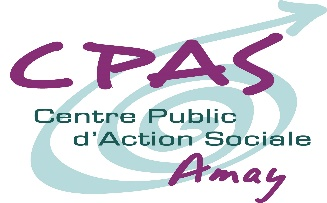 CPAS
Centre Public
d'Action Sociale
Amay